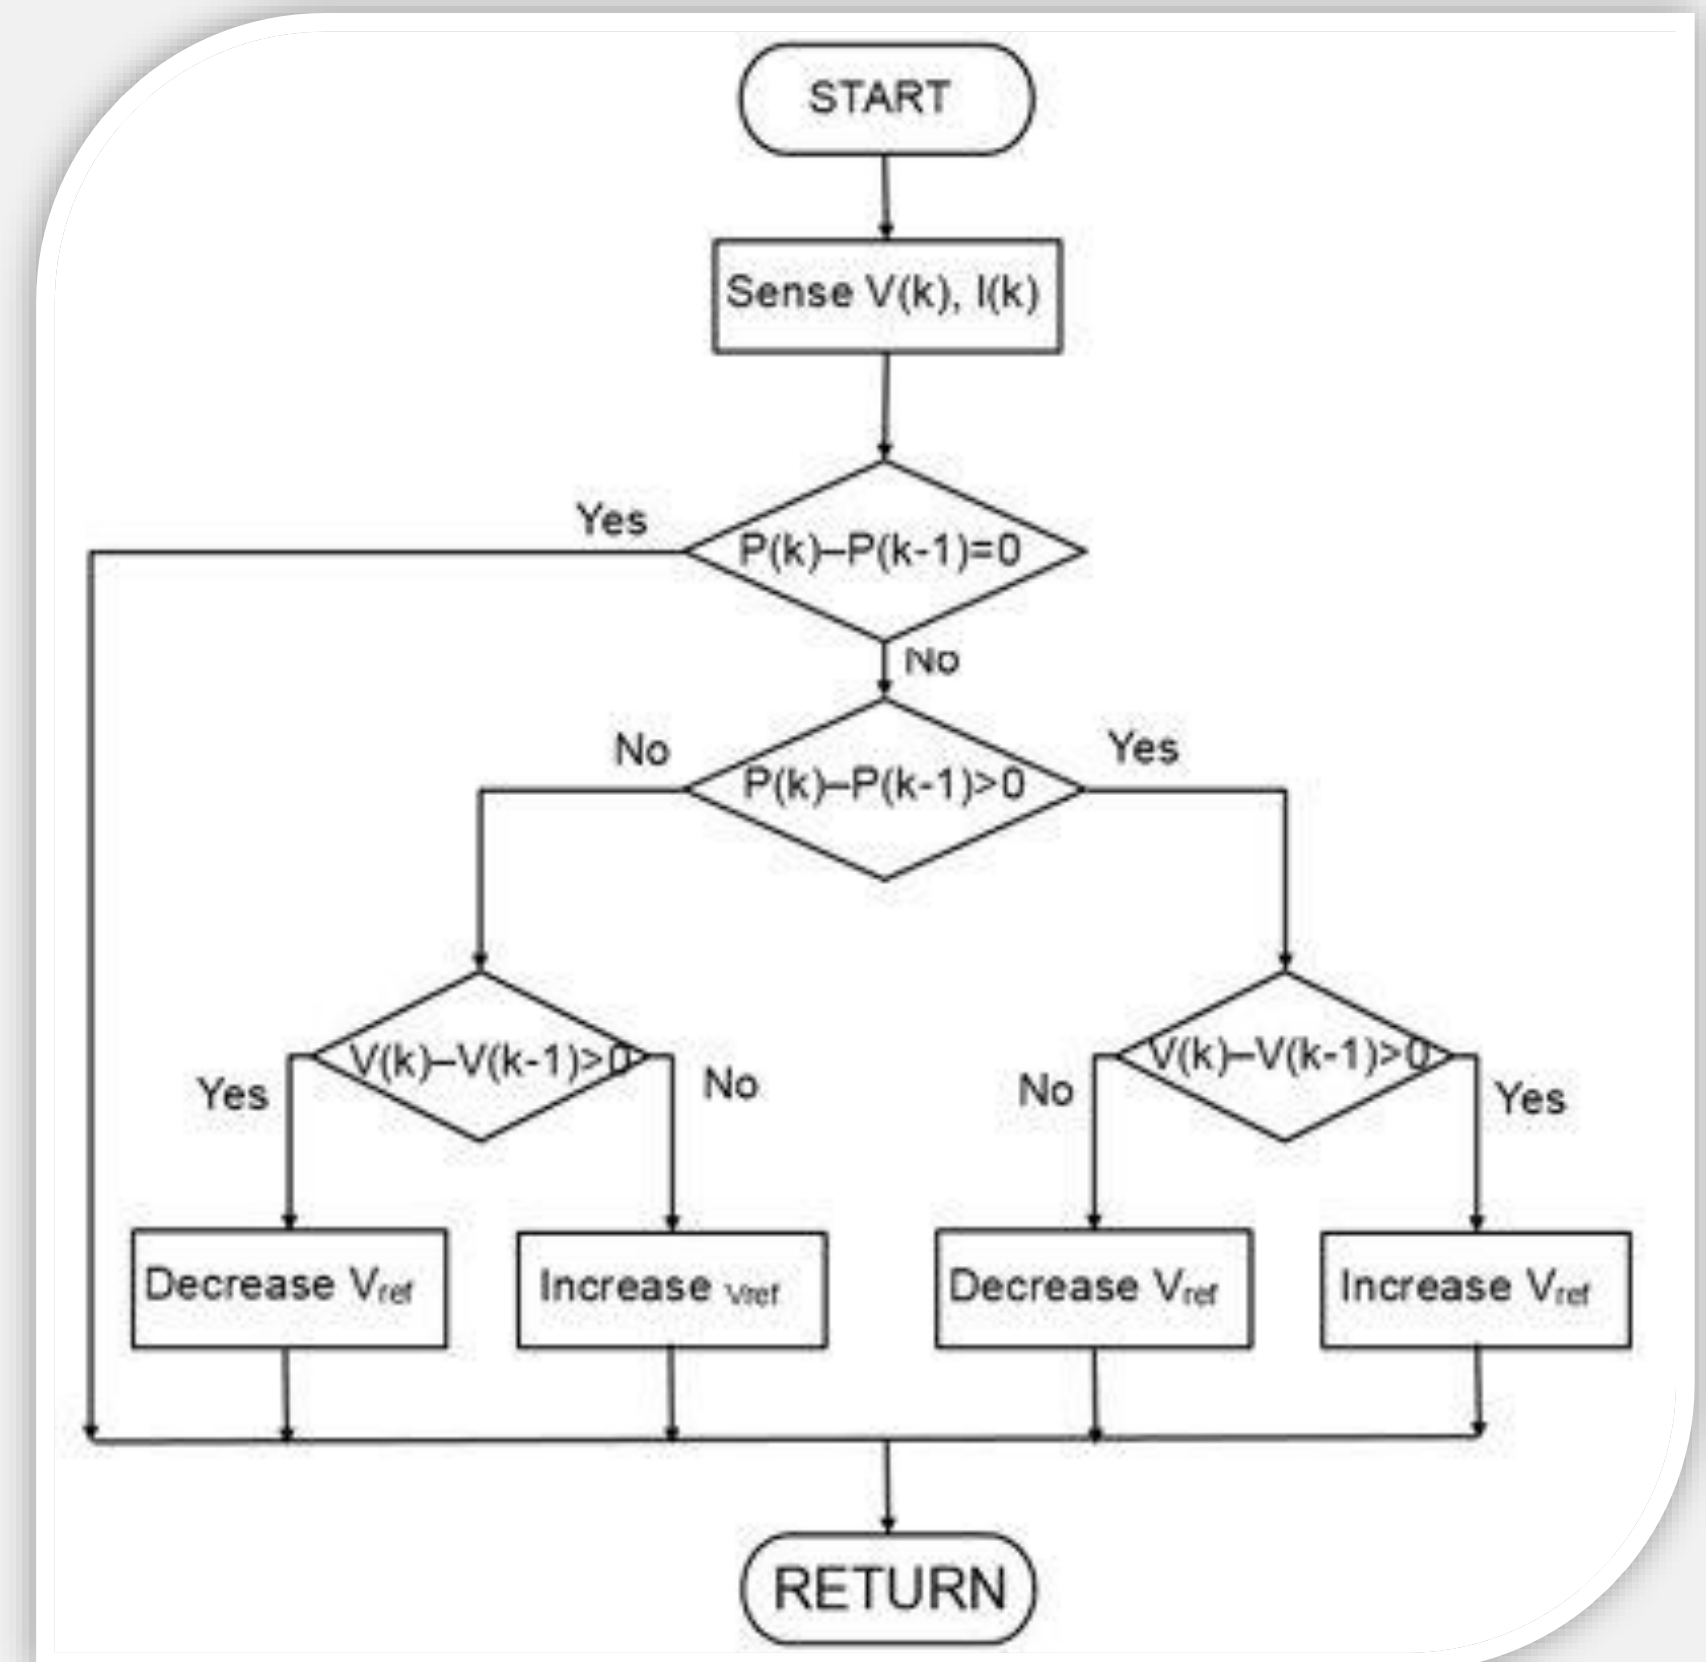 START
Sense V(k), I(k)
Yes
P(k)–P(k-1)=0
No
No
P(k)–P(k-1)>0
Yes
V(k)–V(k-1)>0
V(k)–V(k-1)>0
Yes
No
No
Yes
Decrease Vref
Increase Vref
Decrease Vref
Increase Vref
RETURN